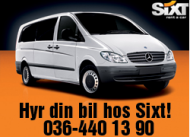 SiXT
rent a car
Hyr din bil hos Sixt!
036-440 13 90